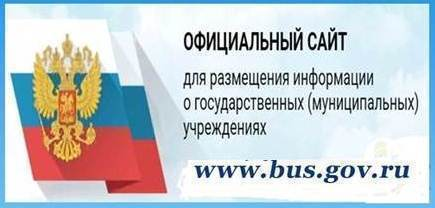 ОФИЦИАЛЬНЫЙ САЙТ
для размещения информации
о государственных (муниципальных)
учреждениях
www.bus.gov.ru